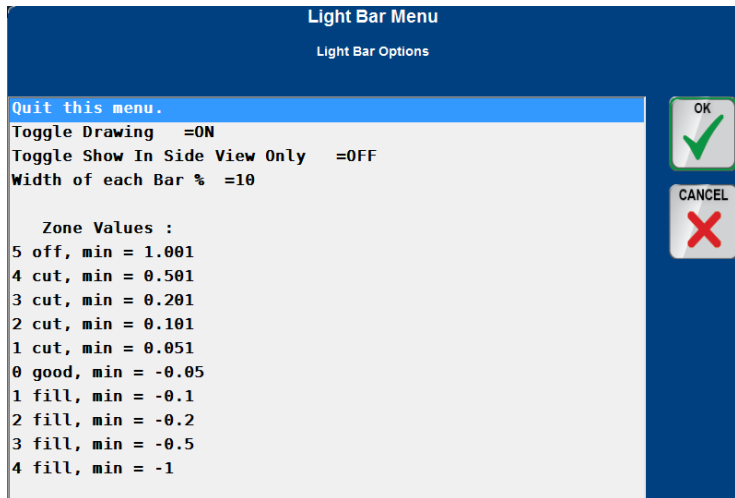 Light Bar Menu
Light Bar Options
Quit this menu.
Toggle Drawing   =ON
Toggle Show In Side View Only   =OFF
Width of each Bar %  =10
Zone Values :
5 off, min = 1.001
4 cut, min = 0.501
3 cut, min = 0.201
2 cut, min = 0.101
1 cut, min = 0.051
0 good, min = -0.05
1 fill, min = -0.1
2 fill, min = -0.2
3 fill, min = -0.5
4 fill, min = -1
OK
CANCEL